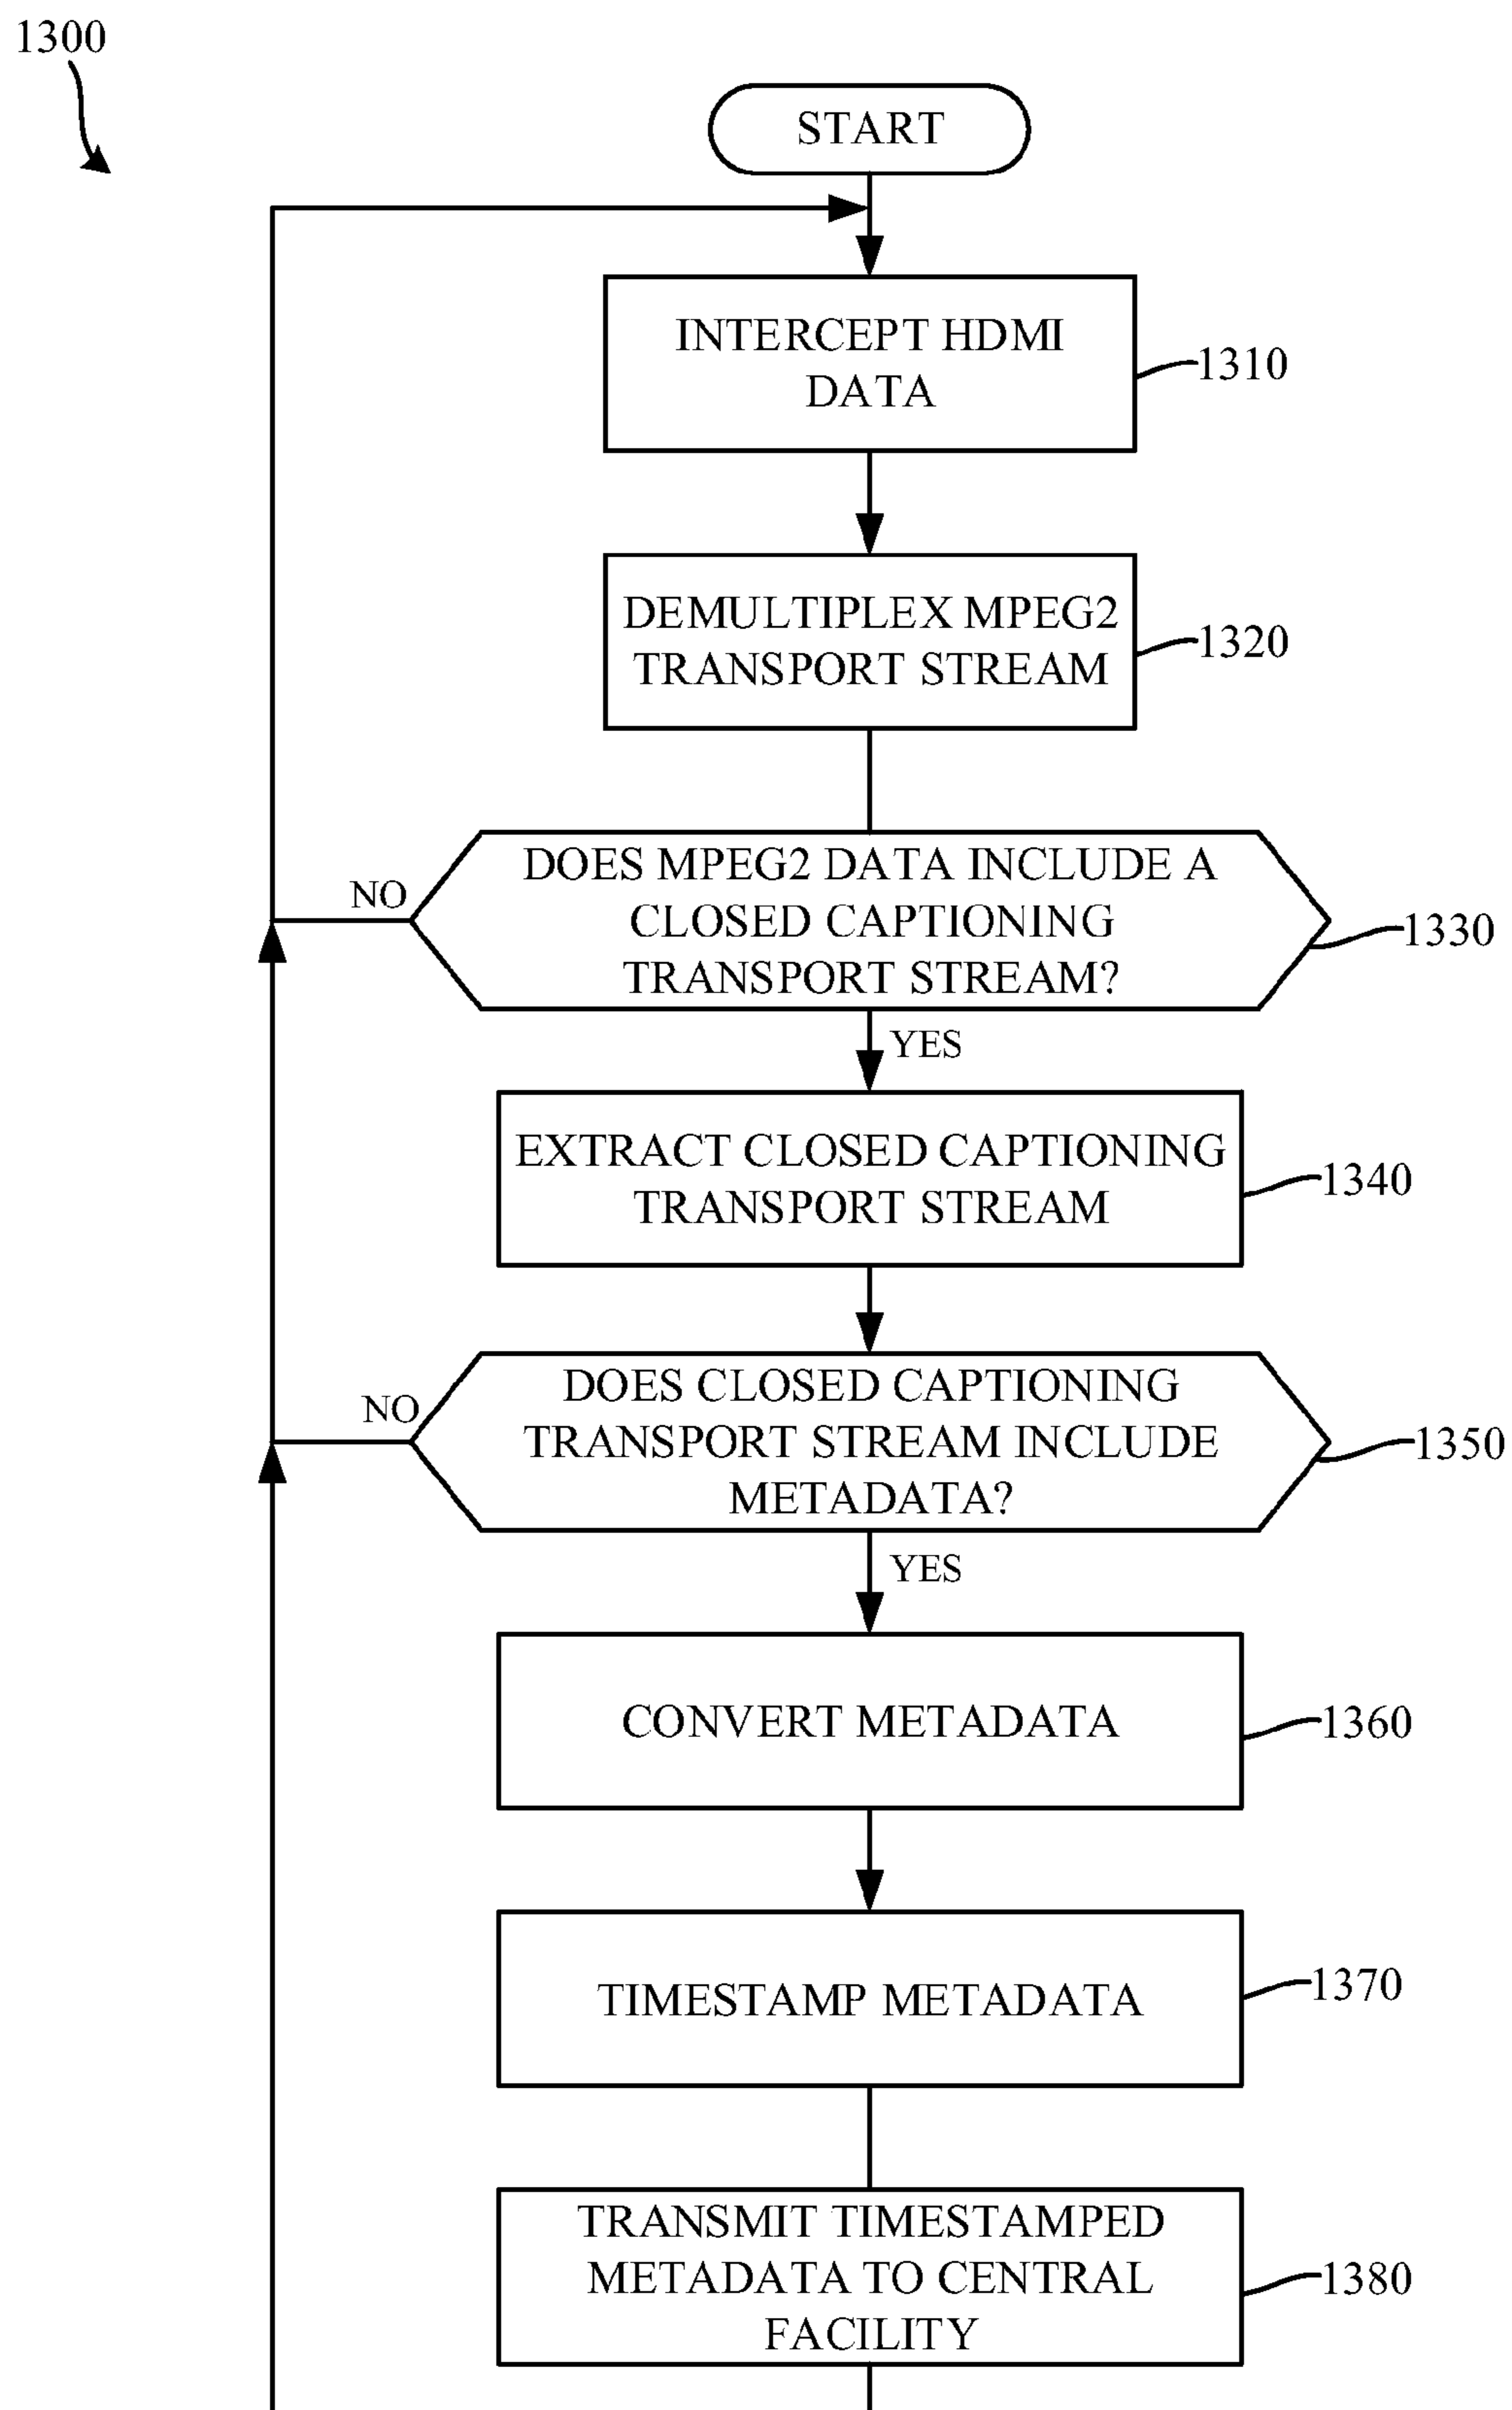 1300
START
INTERCEPT HDMI
DATA
1310
DEMULTIPLEX MPEG2
TRANSPORT STREAM
1320
DOES MPEG2 DATA INCLUDE A
CLOSED CAPTIONING
TRANSPORT STREAM?
NO
1330
YES
EXTRACT CLOSED CAPTIONING
TRANSPORT STREAM
1340
DOES CLOSED CAPTIONING
TRANSPORT STREAM INCLUDE
METADATA?
NO
1350
YES
CONVERT METADATA
1360
TIMESTAMP METADATA
1370
TRANSMIT TIMESTAMPED
METADATA TO CENTRAL
FACILITY
1380